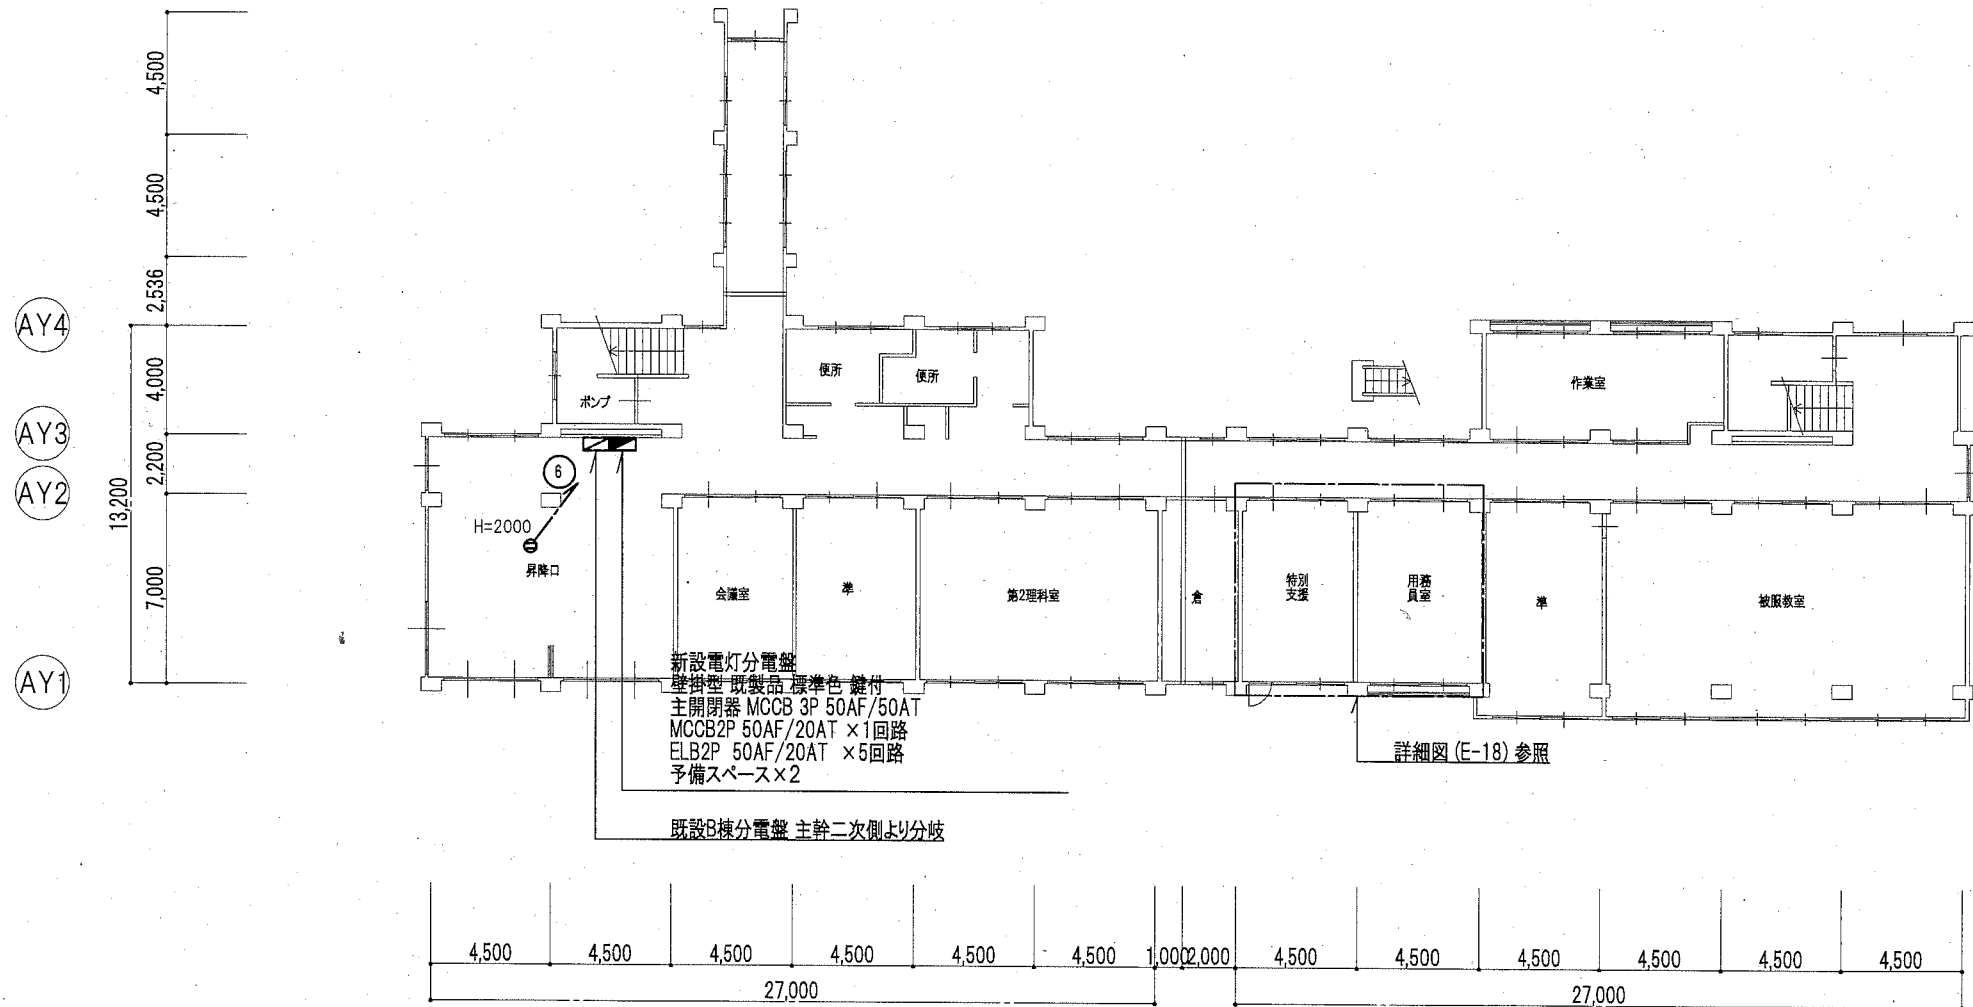 4,500
4,500
2,536
AY4
4,000
AY3
2,200
AY2
13,200
7,000
AY1
便所
便所
ポンプ
作業室
6
H=2000
昇降口
会議室
準
第2理科室
倉
特別
支援
用務
員室
準
被服教室
新設電灯分電盤
壁掛型 既製品 標準色 鍵付
主開閉器 MCCB 3P 50AF/50AT
MCCB2P 50AF/20AT ×1回路
ELB2P 50AF/20AT ×5回路
予備スペース×2
詳細図(E-18)参照
既設B棟分電盤 主幹二次側より分岐
4,500 4,500 4,500 4,500 4,500 4,500 1,000 2,000 4,500 4,500 4,500 4,500 4,500 4,500
27,000 27,000